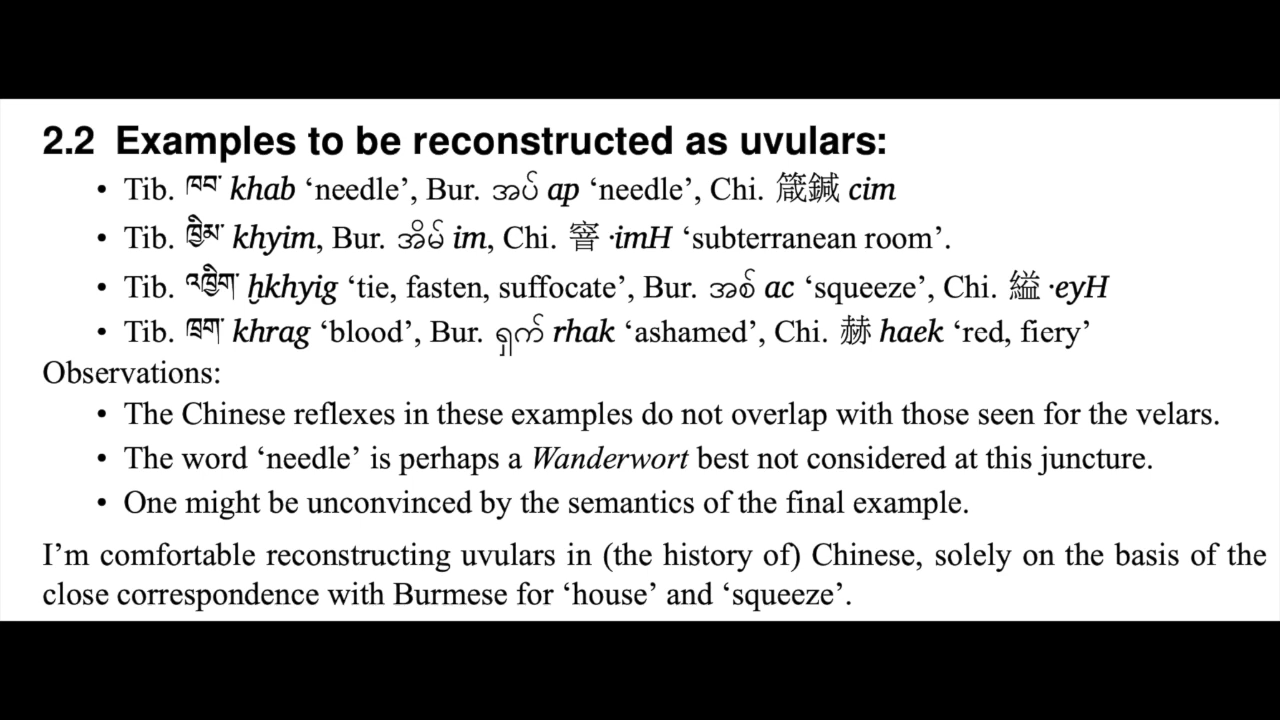 2.2 Examples to be reconstructed as uvulars:
• Tib. ཁབ་ khab ‘needle’, Bur. အပ် ap ‘needle’, Chi. 箴鍼 cim
• Tib. ཁྱིམ་ khyim, Bur. အိမ် im, Chi. 窨 ·imH ‘subterranean room’.
• Tib. འཁྱིག་ ḫkhyig ‘tie, fasten, suffocate’, Bur. အစ် ac ‘squeeze’, Chi. 縊 ·eyH
• Tib. ཁྲག་ khrag ‘blood’, Bur. ရှက် rhak ‘ashamed’, Chi. 赫 haek ‘red, fiery’
Observations:
• The Chinese reflexes in these examples do not overlap with those seen for the velars.
• The word ‘needle’ is perhaps a Wanderwort best not considered at this juncture.
• One might be unconvinced by the semantics of the final example.
I’m comfortable reconstructing uvulars in (the history of) Chinese, solely on the basis of the
close correspondence with Burmese for ‘house’ and ‘squeeze’.